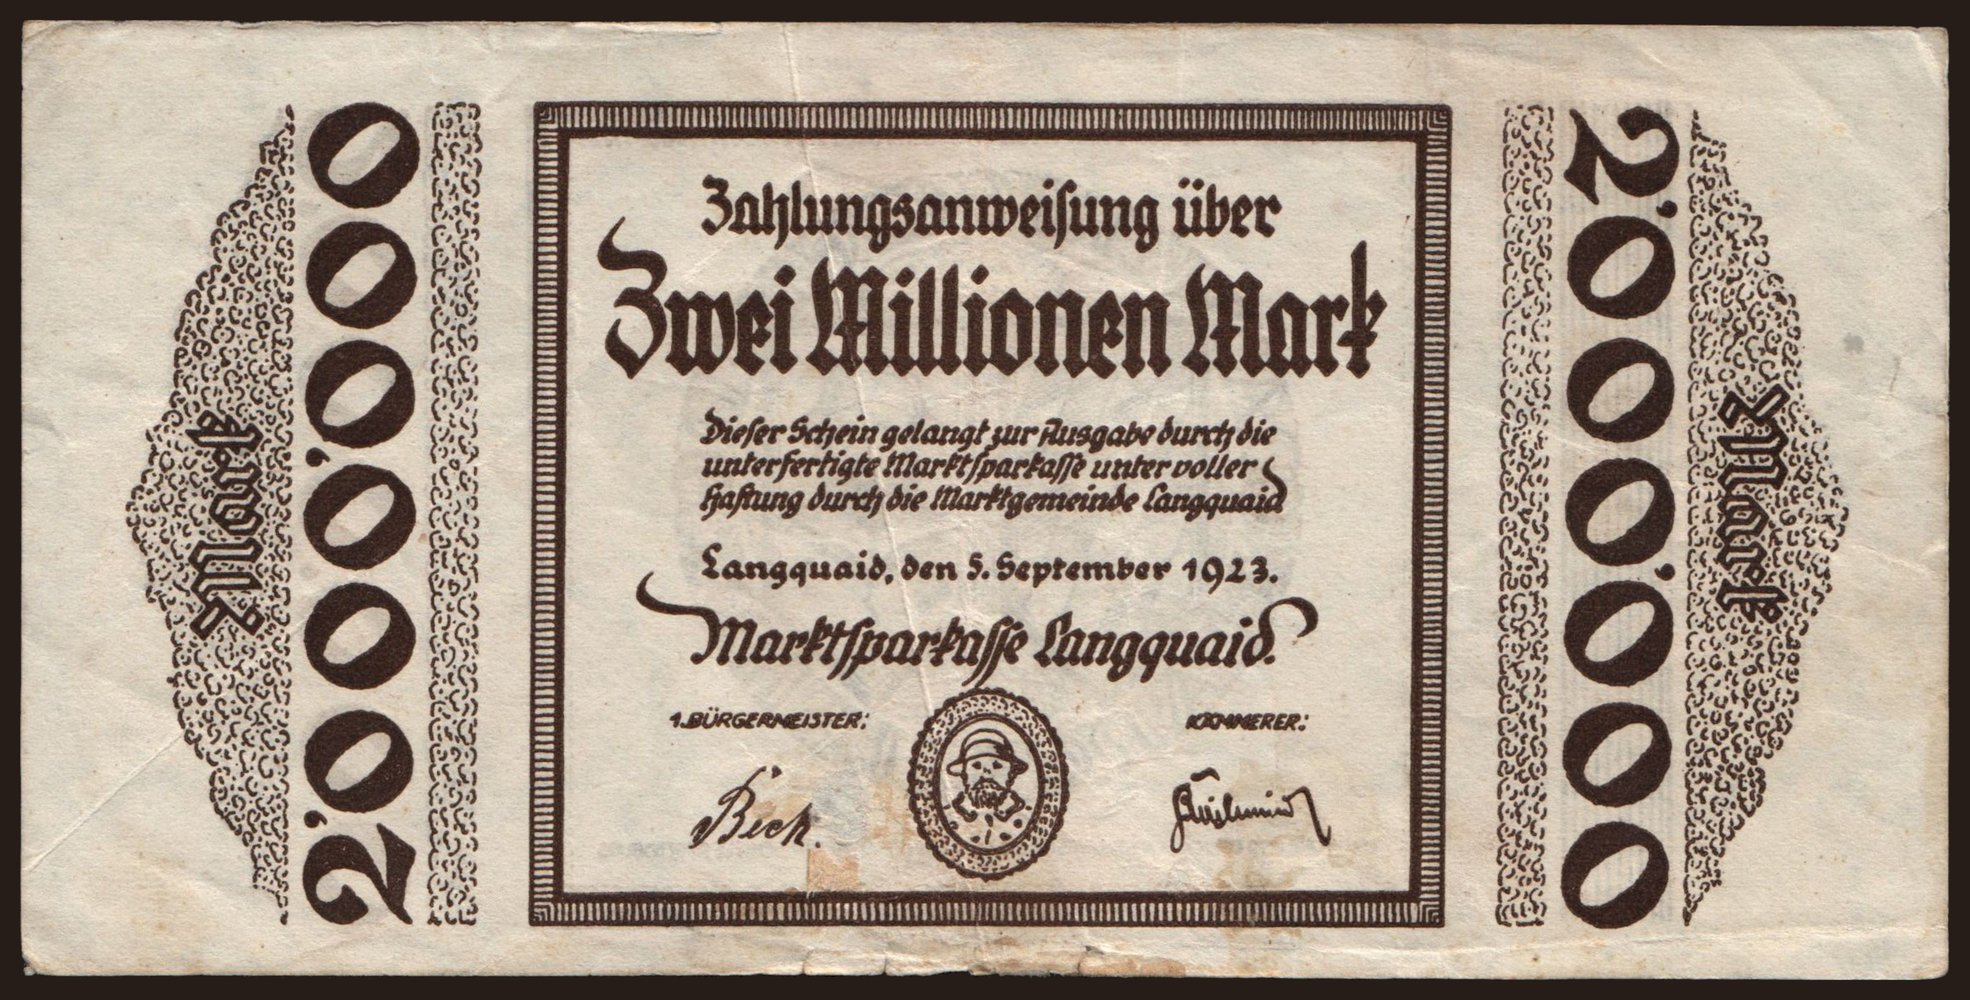 Mark
2'000'000
Zahlungsanweisung über
Zwei Millionen Mark
Dieser Schein gelangt zur Ausgabe durch die
unterfertigte Marktsparkasse unter voller
Haftung durch die Marktgemeinde Langquaid
Langquaid, den 5. September 1923.
Marktsparkasse Langquaid.
1. BÜRGERMEISTER:
KÄMMERER:
Bieh.
2'000'000
Mark